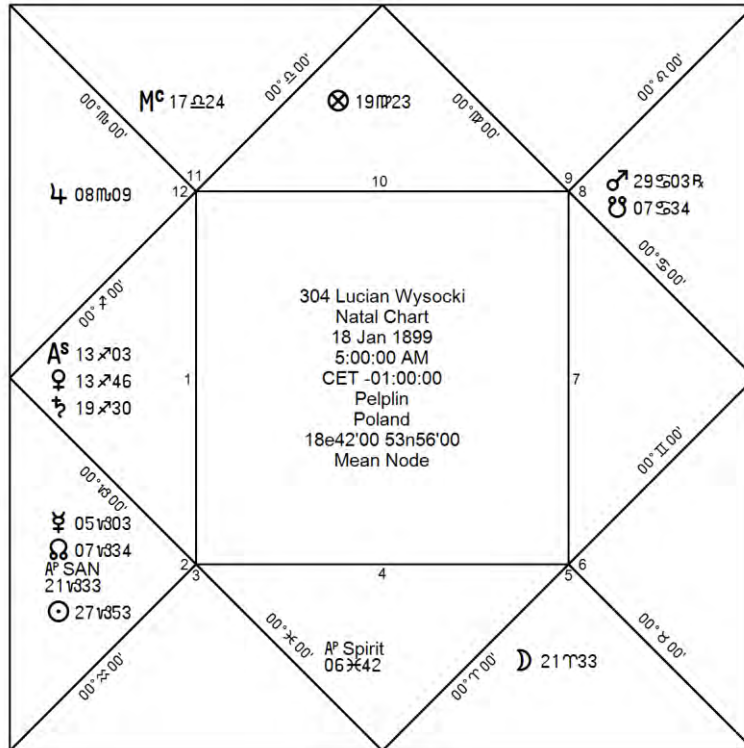 00°♎00'
Mc 17♎24
⊗ 19♍23
00°♏00'
00°♍00'
00°♌00'
11
12
10
9
8
♃ 08♏09
♂ 29♋03℞
☋ 07♋34
00°♋00'
00°♐00'
304 Lucian Wysocki
Natal Chart
18 Jan 1899
5:00:00 AM
CET -01:00:00
Pelplin
Poland
18e42'00 53n56'00
Mean Node
As 13♐03
♀ 13♐46
♄ 19♐30
1
7
00°♊00'
00°♑00'
☿ 05♑03
☊ 07♑34
AP SAN
21♑33
☉ 27♑53
2
3
4
5
6
00°♒00'
00°♓00'
AP Spirit
06♓42
00°♈00'
☽ 21♈33
00°♉00'